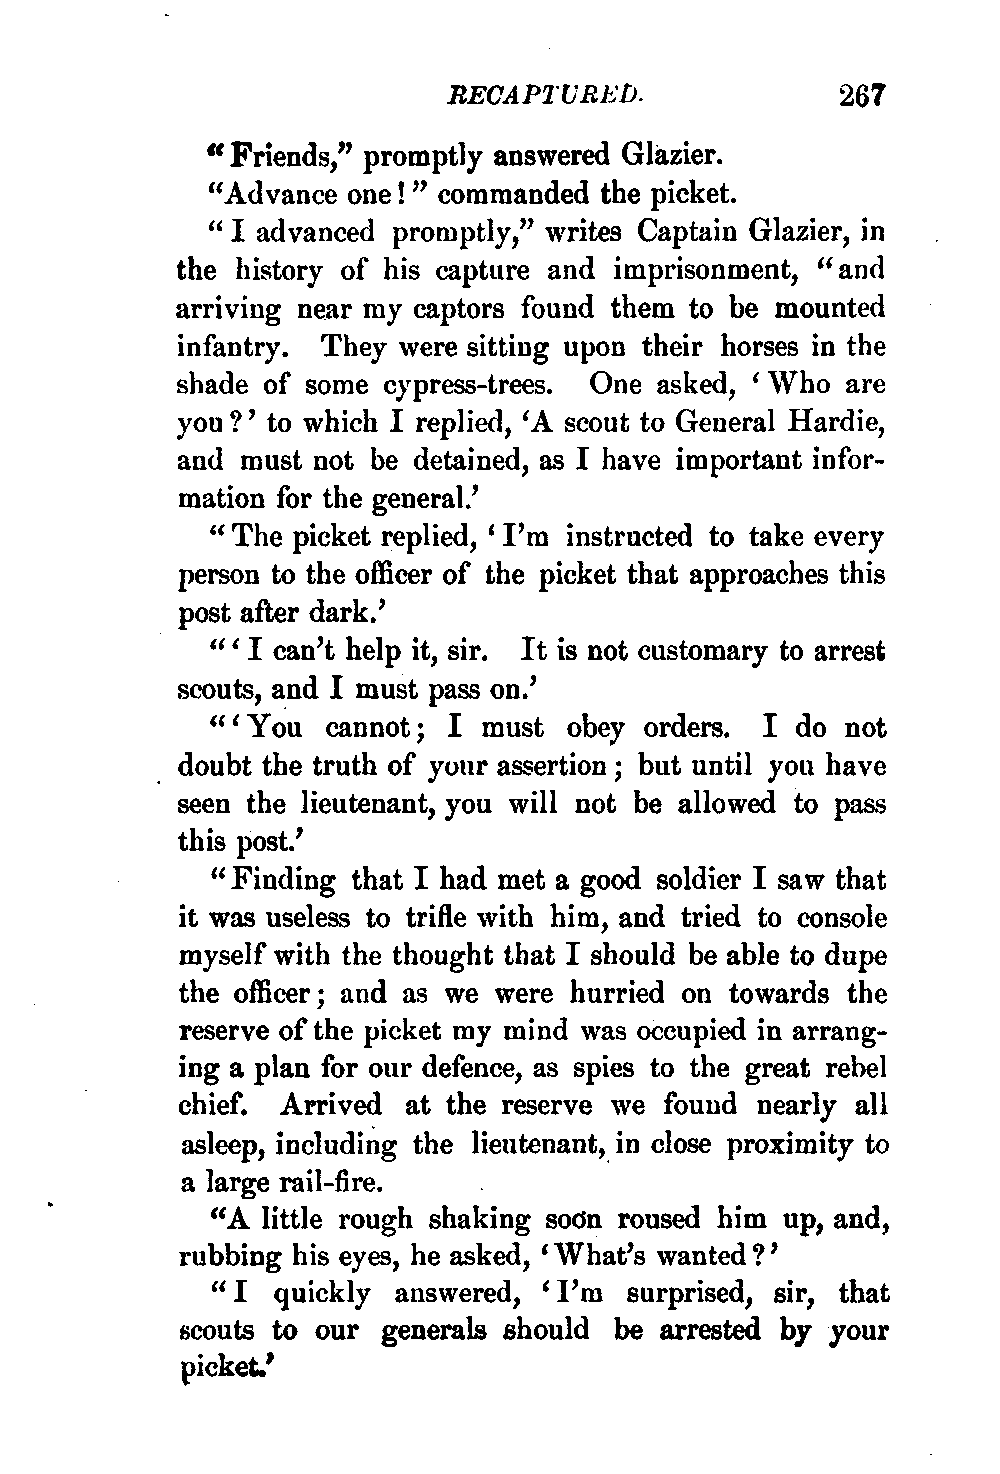 RECAPTURED. 267
“Friends,” promptly answered Glazier.
“Advance one!” commanded the picket.
“I advanced promptly,” writes Captain Glazier, in
the history of his capture and imprisonment, “and
arriving near my captors found them to be mounted
infantry. They were sitting upon their horses in the
shade of some cypress-trees. One asked, ‘Who are
you?’ to which I replied, ‘A scout to General Hardie,
and must not be detained, as I have important infor-
mation for the general.’
“The picket replied, ‘I’m instructed to take every
person to the officer of the picket that approaches this
post after dark.’
“‘I can’t help it, sir. It is not customary to arrest
scouts, and I must pass on.’
“‘You cannot; I must obey orders. I do not
doubt the truth of your assertion; but until you have
seen the lieutenant, you will not be allowed to pass
this post.’
“Finding that I had met a good soldier I saw that
it was useless to trifle with him, and tried to console
myself with the thought that I should be able to dupe
the officer; and as we were hurried on towards the
reserve of the picket my mind was occupied in arrang-
ing a plan for our defence, as spies to the great rebel
chief. Arrived at the reserve we found nearly all
asleep, including the lieutenant, in close proximity to
a large rail-fire.
“A little rough shaking soon roused him up, and,
rubbing his eyes, he asked, ‘What’s wanted?’
“I quickly answered, ‘I’m surprised, sir, that
scouts to our generals should be arrested by your
picket.’